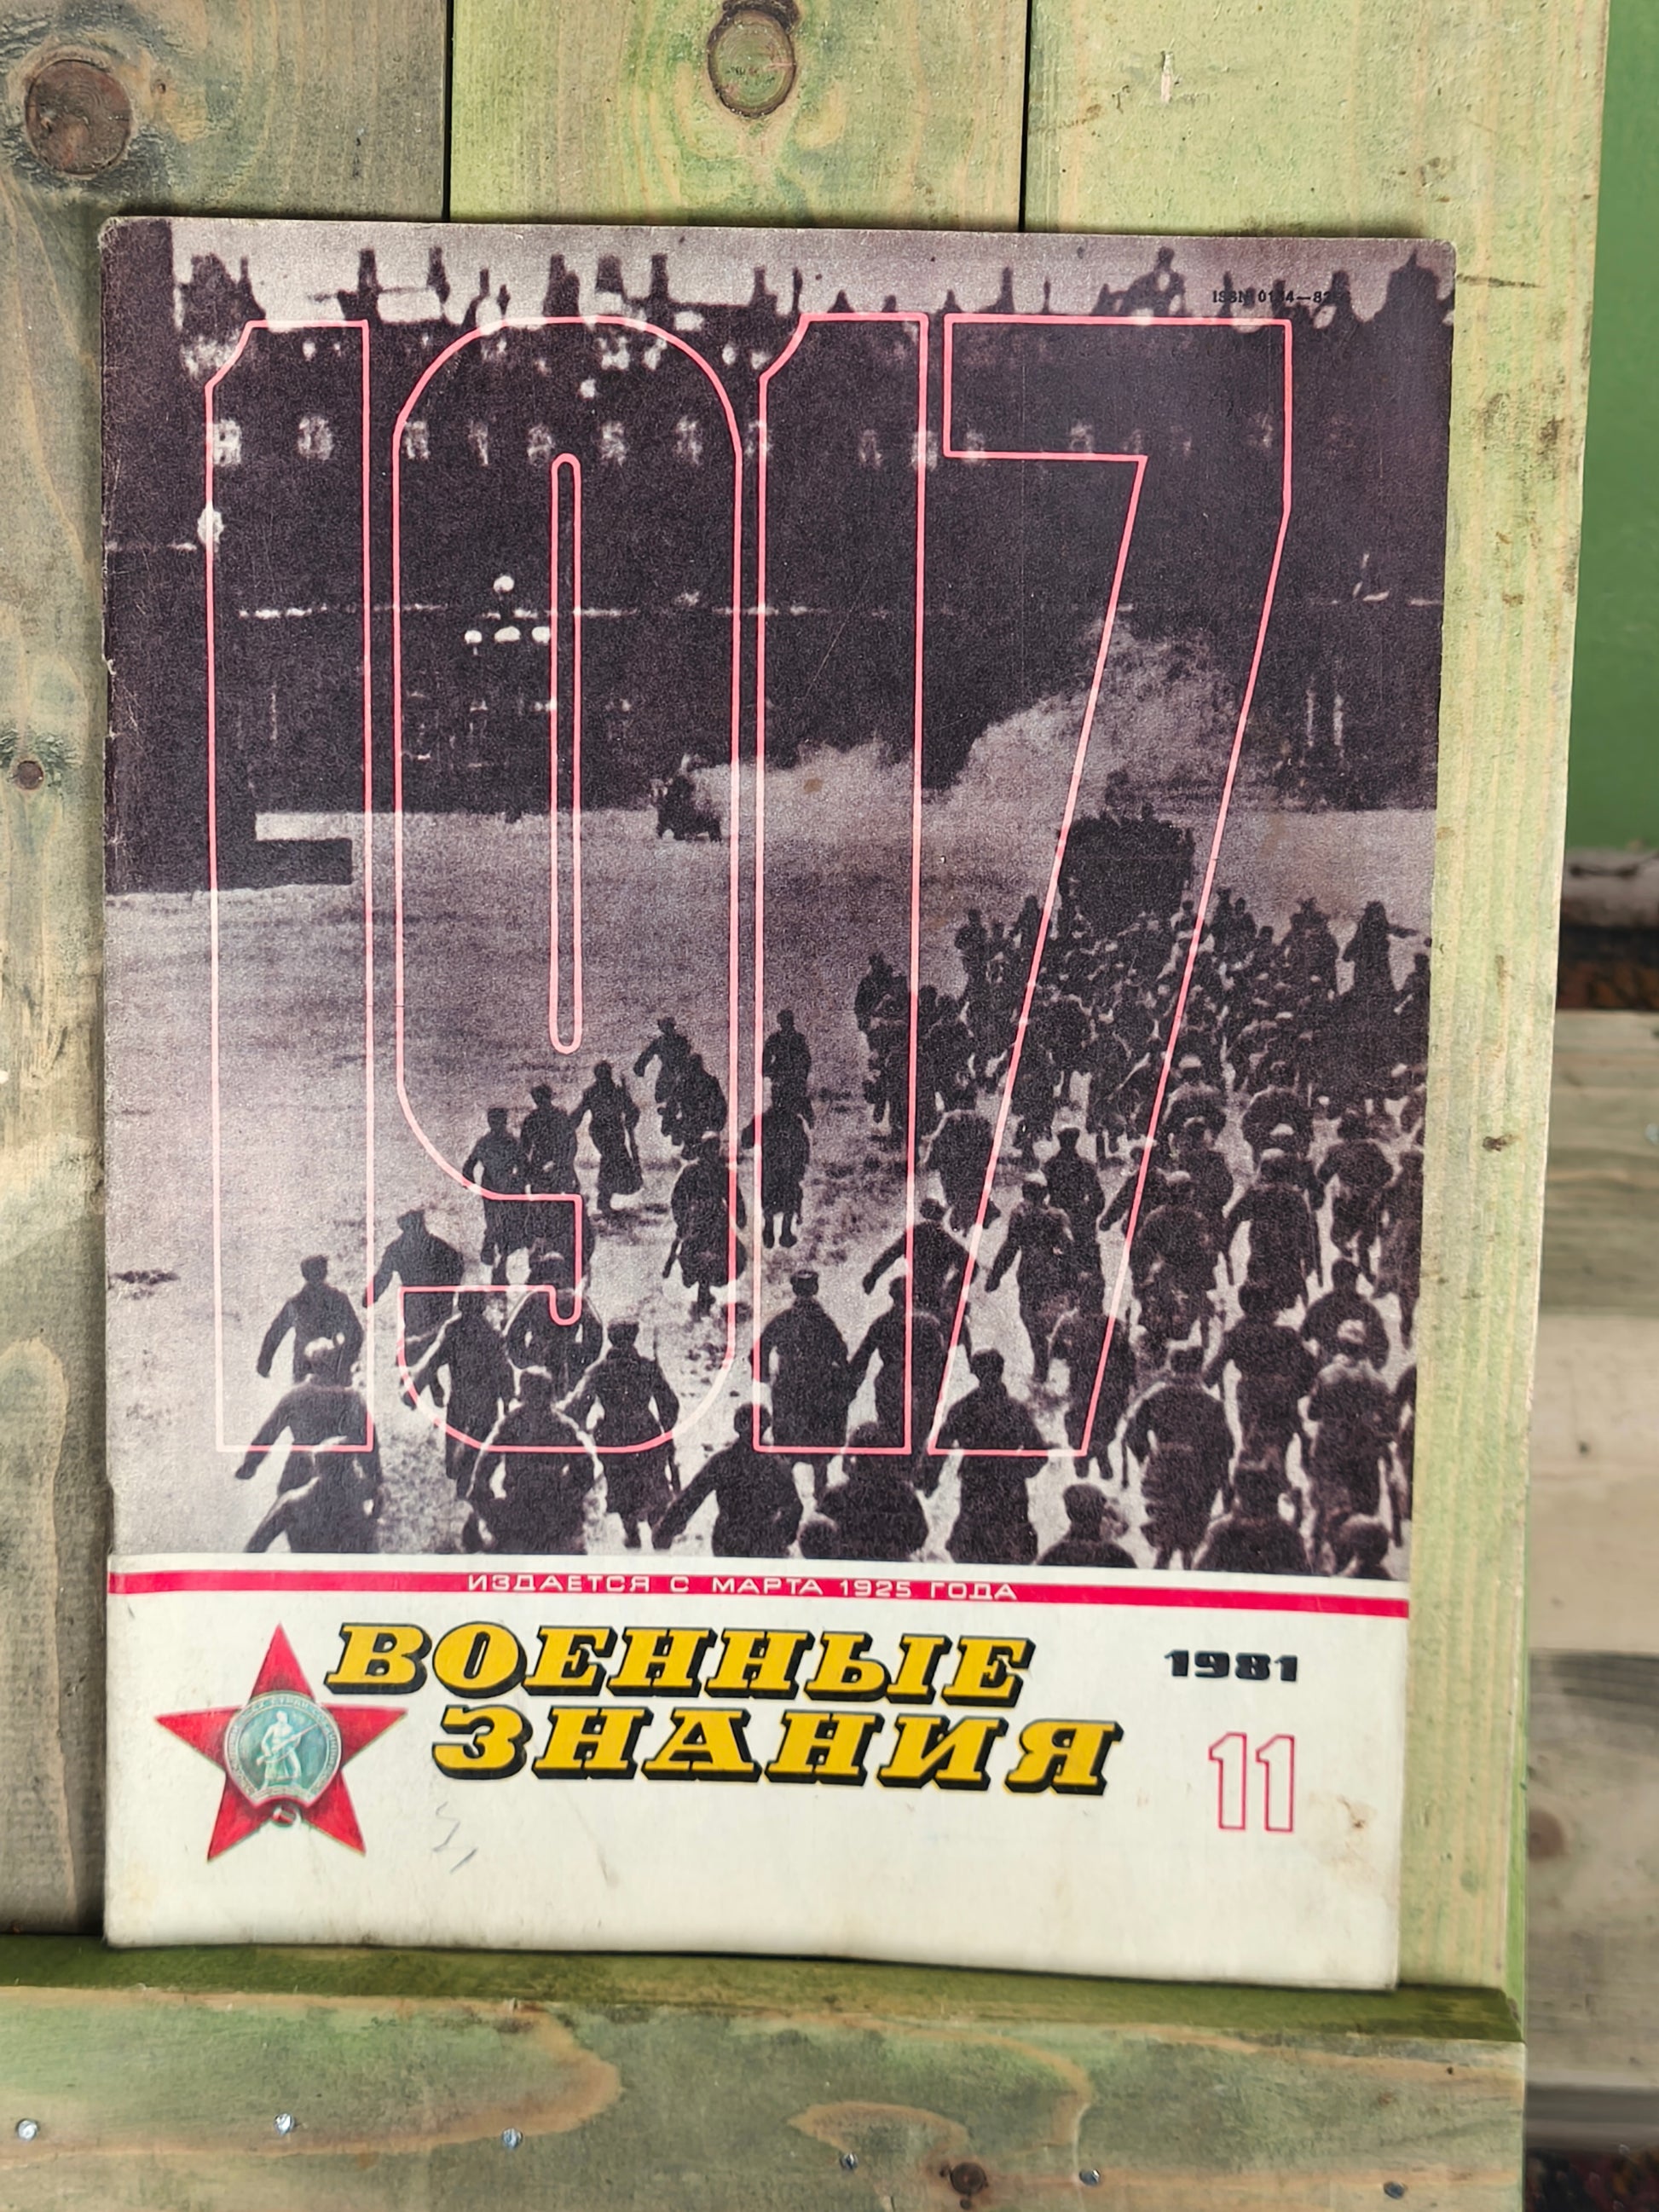 1917
ИЗДАЕТСЯ С МАРТА 1925 ГОДА
ВОЕННЫЕ
ЗНАНИЯ
1981
11